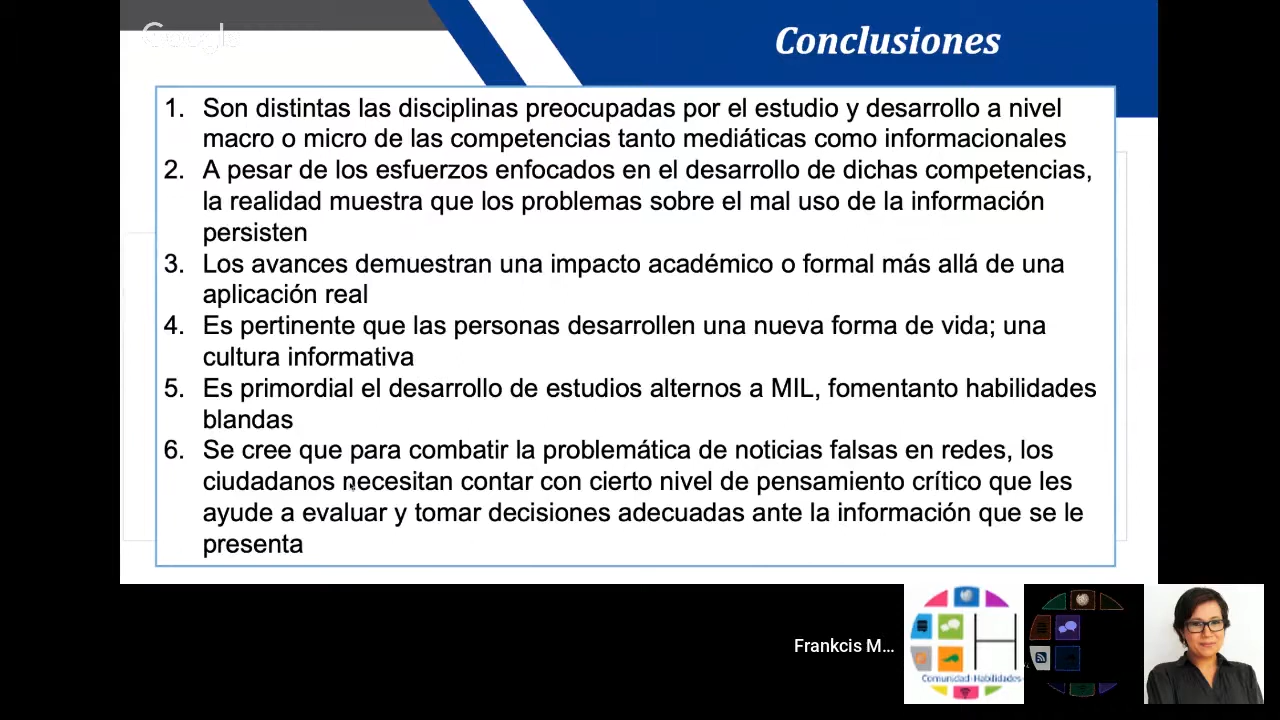 Google
Conclusiones
1. Son distintas las disciplinas preocupadas por el estudio y desarrollo a nivel
macro o micro de las competencias tanto mediáticas como informacionales
2. A pesar de los esfuerzos enfocados en el desarrollo de dichas competencias,
la realidad muestra que los problemas sobre el mal uso de la información
persisten
3. Los avances demuestran una impacto académico o formal más allá de una
aplicación real
4. Es pertinente que las personas desarrollen una nueva forma de vida; una
cultura informativa
5. Es primordial el desarrollo de estudios alternos a MIL, fomentanto habilidades
blandas
6. Se cree que para combatir la problemática de noticias falsas en redes, los
ciudadanos necesitan contar con cierto nivel de pensamiento crítico que les
ayude a evaluar y tomar decisiones adecuadas ante la información que se le
presenta
Frankcis M...
H
Comunidad Habilidades